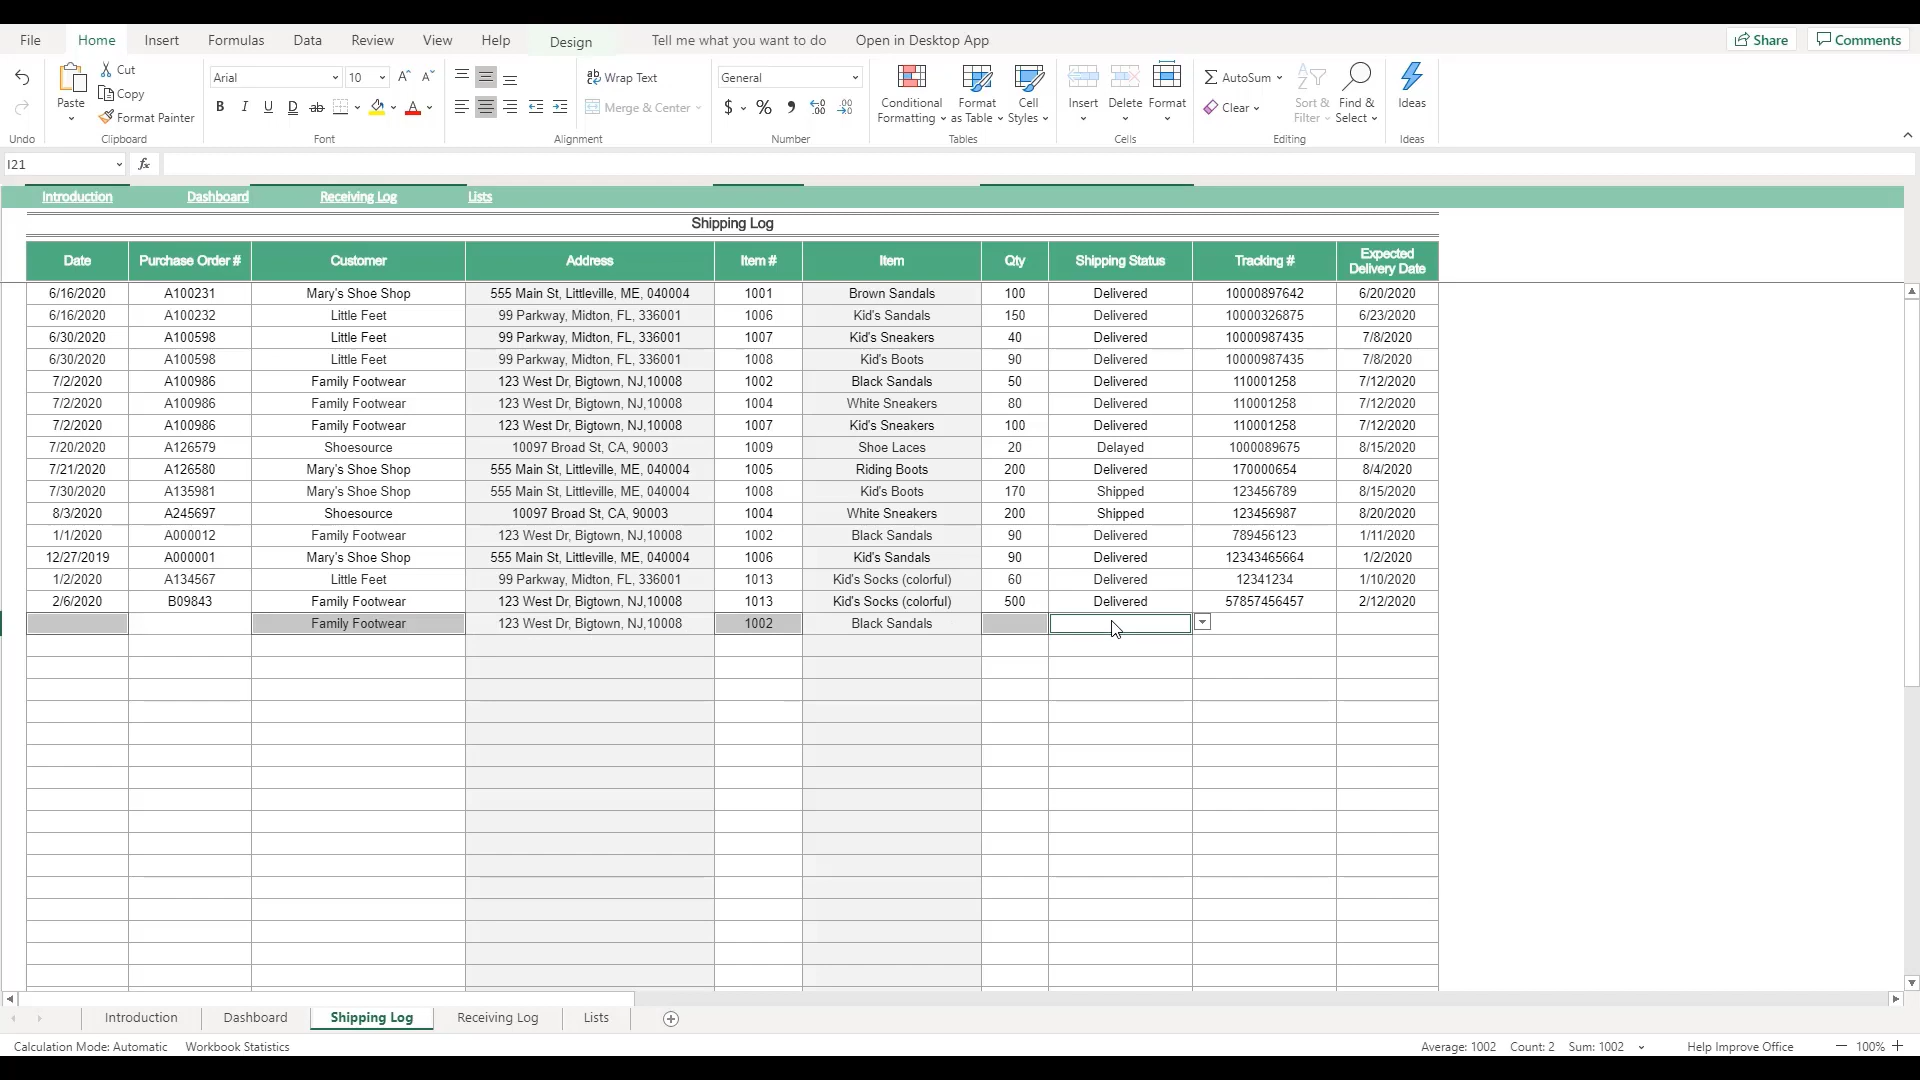 File Home Insert Formulas Data Review View Help Design Tell me what you want to do Open in Desktop App Share Comments
Paste Cut Copy Format Painter
Arial 10
B I U D ab A
Wrap Text
Merge & Center
General
$ % 9 .00
Conditional Formatting Format as Table Cell Styles
Insert Delete Format
AutoSum
Clear
Sort & Filter Find & Select
Ideas
Undo Clipboard Font Alignment Number Tables Cells Editing Ideas
I21 fx
Introduction Dashboard Receiving Log Lists
Shipping Log
Date Purchase Order # Customer Address Item # Item Qty Shipping Status Tracking # Expected Delivery Date
6/16/2020 A100231 Mary's Shoe Shop 555 Main St, Littleville, ME, 040004 1001 Brown Sandals 100 Delivered 10000897642 6/20/2020
6/16/2020 A100232 Little Feet 99 Parkway, Midton, FL, 336001 1006 Kid's Sandals 150 Delivered 10000326875 6/23/2020
6/30/2020 A100598 Little Feet 99 Parkway, Midton, FL, 336001 1007 Kid's Sneakers 40 Delivered 10000987435 7/8/2020
6/30/2020 A100598 Little Feet 99 Parkway, Midton, FL, 336001 1008 Kid's Boots 90 Delivered 10000987435 7/8/2020
7/2/2020 A100986 Family Footwear 123 West Dr, Bigtown, NJ,10008 1002 Black Sandals 50 Delivered 110001258 7/12/2020
7/2/2020 A100986 Family Footwear 123 West Dr, Bigtown, NJ,10008 1004 White Sneakers 80 Delivered 110001258 7/12/2020
7/2/2020 A100986 Family Footwear 123 West Dr, Bigtown, NJ,10008 1007 Kid's Sneakers 100 Delivered 110001258 7/12/2020
7/20/2020 A126579 Shoesource 10097 Broad St, CA, 90003 1009 Shoe Laces 20 Delayed 1000089675 8/15/2020
7/21/2020 A126580 Mary's Shoe Shop 555 Main St, Littleville, ME, 040004 1005 Riding Boots 200 Delivered 170000654 8/4/2020
7/30/2020 A135981 Mary's Shoe Shop 555 Main St, Littleville, ME, 040004 1008 Kid's Boots 170 Shipped 123456789 8/15/2020
8/3/2020 A245697 Shoesource 10097 Broad St, CA, 90003 1004 White Sneakers 200 Shipped 123456987 8/20/2020
1/1/2020 A000012 Family Footwear 123 West Dr, Bigtown, NJ,10008 1002 Black Sandals 90 Delivered 789456123 1/11/2020
12/27/2019 A000001 Mary's Shoe Shop 555 Main St, Littleville, ME, 040004 1006 Kid's Sandals 90 Delivered 12343465664 1/2/2020
1/2/2020 A134567 Little Feet 99 Parkway, Midton, FL, 336001 1013 Kid's Socks (colorful) 60 Delivered 12341234 1/10/2020
2/6/2020 B09843 Family Footwear 123 West Dr, Bigtown, NJ,10008 1013 Kid's Socks (colorful) 500 Delivered 57857456457 2/12/2020
Family Footwear 123 West Dr, Bigtown, NJ,10008 1002 Black Sandals
Introduction Dashboard Shipping Log Receiving Log Lists
Calculation Mode: Automatic Workbook Statistics Average: 1002 Count: 2 Sum: 1002 Help Improve Office 100%